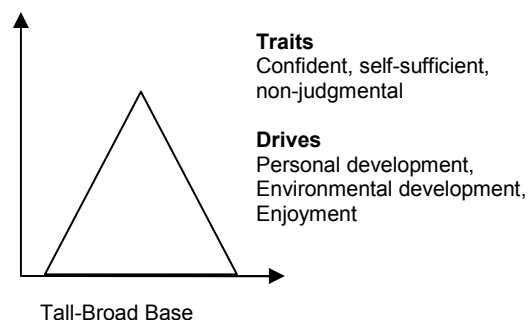 Traits
Confident, self-sufficient,
non-judgmental
Drives
Personal development,
Environmental development,
Enjoyment
Tall-Broad Base